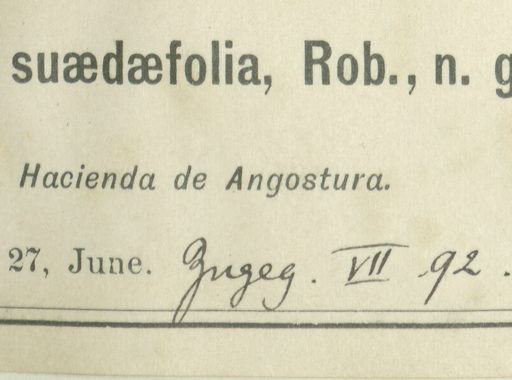 suædæfolia, Rob., n. g
Hacienda de Angostura.
27, June. Zugeg. VII 92.